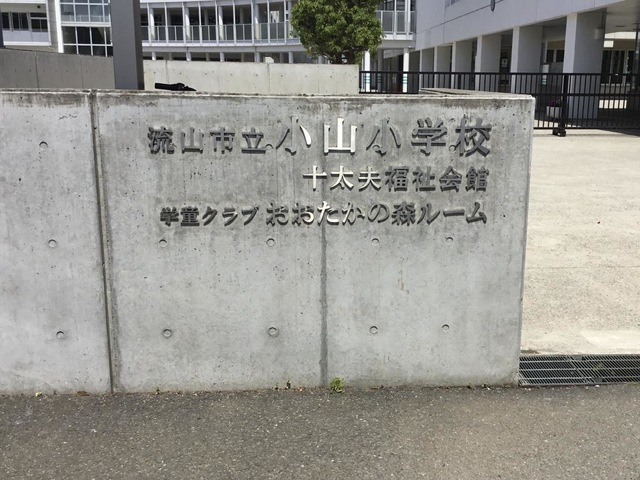 流山市立小山小学校
十太夫福祉会館
学童クラブ おおたかの森ルーム